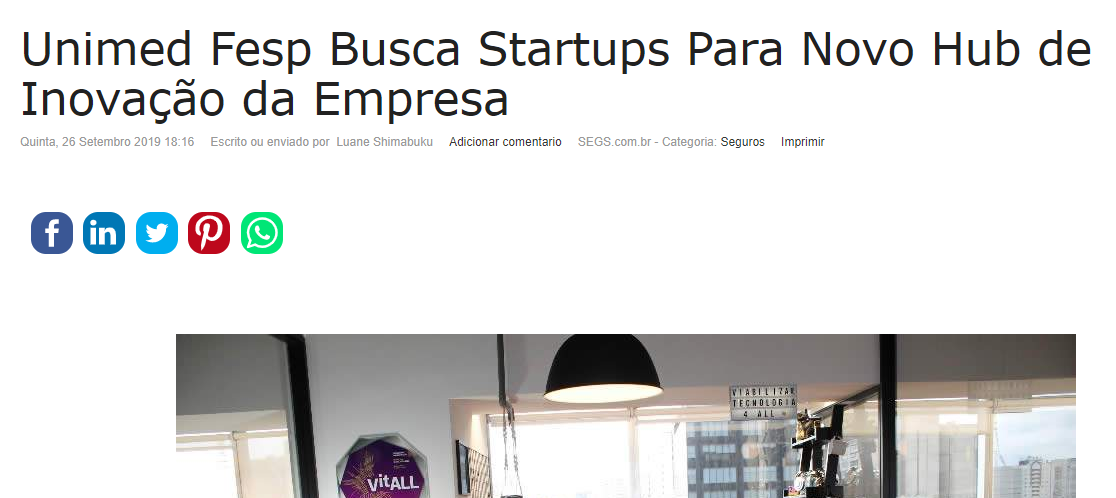 Unimed Fesp Busca Startups Para Novo Hub de
Inovação da Empresa
Quinta, 26 Setembro 2019 18:16 Escrito ou enviado por Luane Shimabuku Adicionar comentario SEGS.com.br - Categoria: Seguros Imprimir
VIABILIZAR
TECNOLOGIA
4 ALL
vitALL